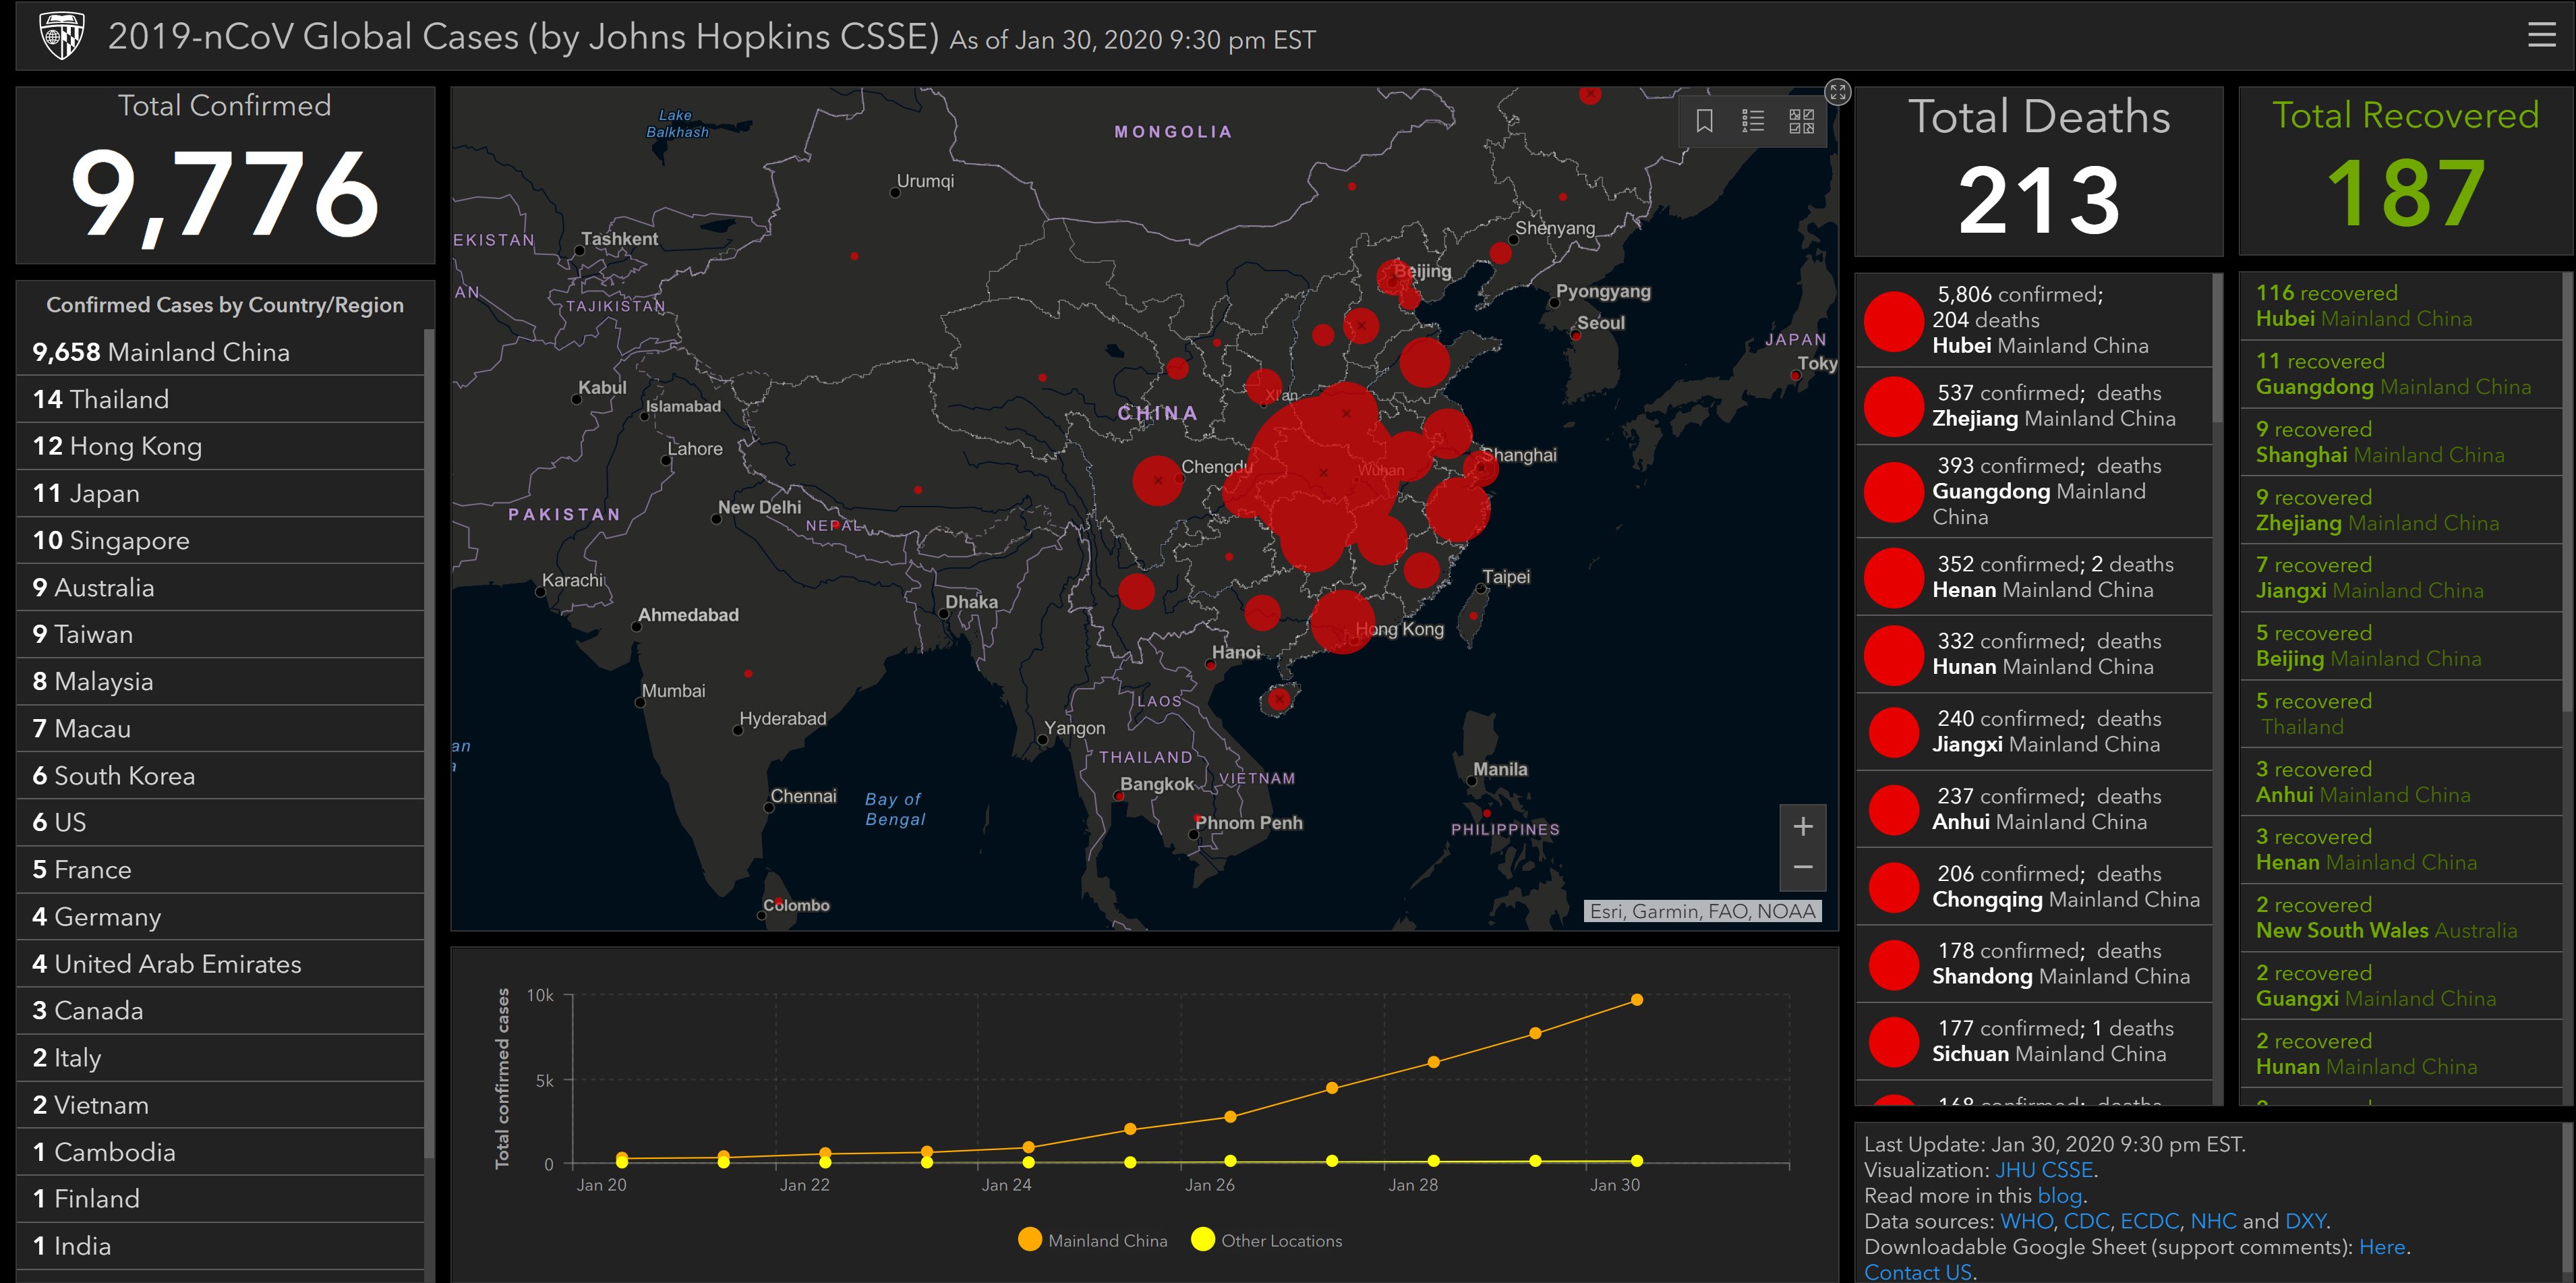 2019-nCoV Global Cases (by Johns Hopkins CSSE) As of Jan 30, 2020 9:30 pm EST
Total Confirmed
9,776
Confirmed Cases by Country/Region
9,658 Mainland China
14 Thailand
12 Hong Kong
11 Japan
10 Singapore
9 Australia
9 Taiwan
8 Malaysia
7 Macau
6 South Korea
6 US
5 France
4 Germany
4 United Arab Emirates
3 Canada
2 Italy
2 Vietnam
1 Cambodia
1 Finland
1 India
Lake
Balkhash
MONGOLIA
Urumqi
EKISTAN
Tashkent
Shenyang
AN
TAJIKISTAN
Beijing
Pyongyang
Seoul
JAPAN
Toky
Kabul
Islamabad
Xi'an
CHINA
Lahore
Chengdu
Wuhan
Shanghai
PAKISTAN
New Delhi
NEPAL
Karachi
Taipei
Dhaka
Ahmedabad
Hong Kong
Hanoi
Mumbai
LAOS
Hyderabad
Yangon
an
THAILAND
VIETNAM
Manila
Bangkok
Chennai
Bay of
Bengal
Phnom Penh
PHILIPPINES
Colombo
+
−
Esri, Garmin, FAO, NOAA
Total confirmed cases
10k
5k
0
Jan 20
Jan 22
Jan 24
Jan 26
Jan 28
Jan 30
Mainland China
Other Locations
Total Deaths
213
5,806 confirmed;
204 deaths
Hubei Mainland China
537 confirmed; deaths
Zhejiang Mainland China
393 confirmed; deaths
Guangdong Mainland
China
352 confirmed; 2 deaths
Henan Mainland China
332 confirmed; deaths
Hunan Mainland China
240 confirmed; deaths
Jiangxi Mainland China
237 confirmed; deaths
Anhui Mainland China
206 confirmed; deaths
Chongqing Mainland China
178 confirmed; deaths
Shandong Mainland China
177 confirmed; 1 deaths
Sichuan Mainland China
168 confirmed; deaths
Total Recovered
187
116 recovered
Hubei Mainland China
11 recovered
Guangdong Mainland China
9 recovered
Shanghai Mainland China
9 recovered
Zhejiang Mainland China
7 recovered
Jiangxi Mainland China
5 recovered
Beijing Mainland China
5 recovered
Thailand
3 recovered
Anhui Mainland China
3 recovered
Henan Mainland China
2 recovered
New South Wales Australia
2 recovered
Guangxi Mainland China
2 recovered
Hunan Mainland China
Last Update: Jan 30, 2020 9:30 pm EST.
Visualization: JHU CSSE.
Read more in this blog.
Data sources: WHO, CDC, ECDC, NHC and DXY.
Downloadable Google Sheet (support comments): Here.
Contact US.